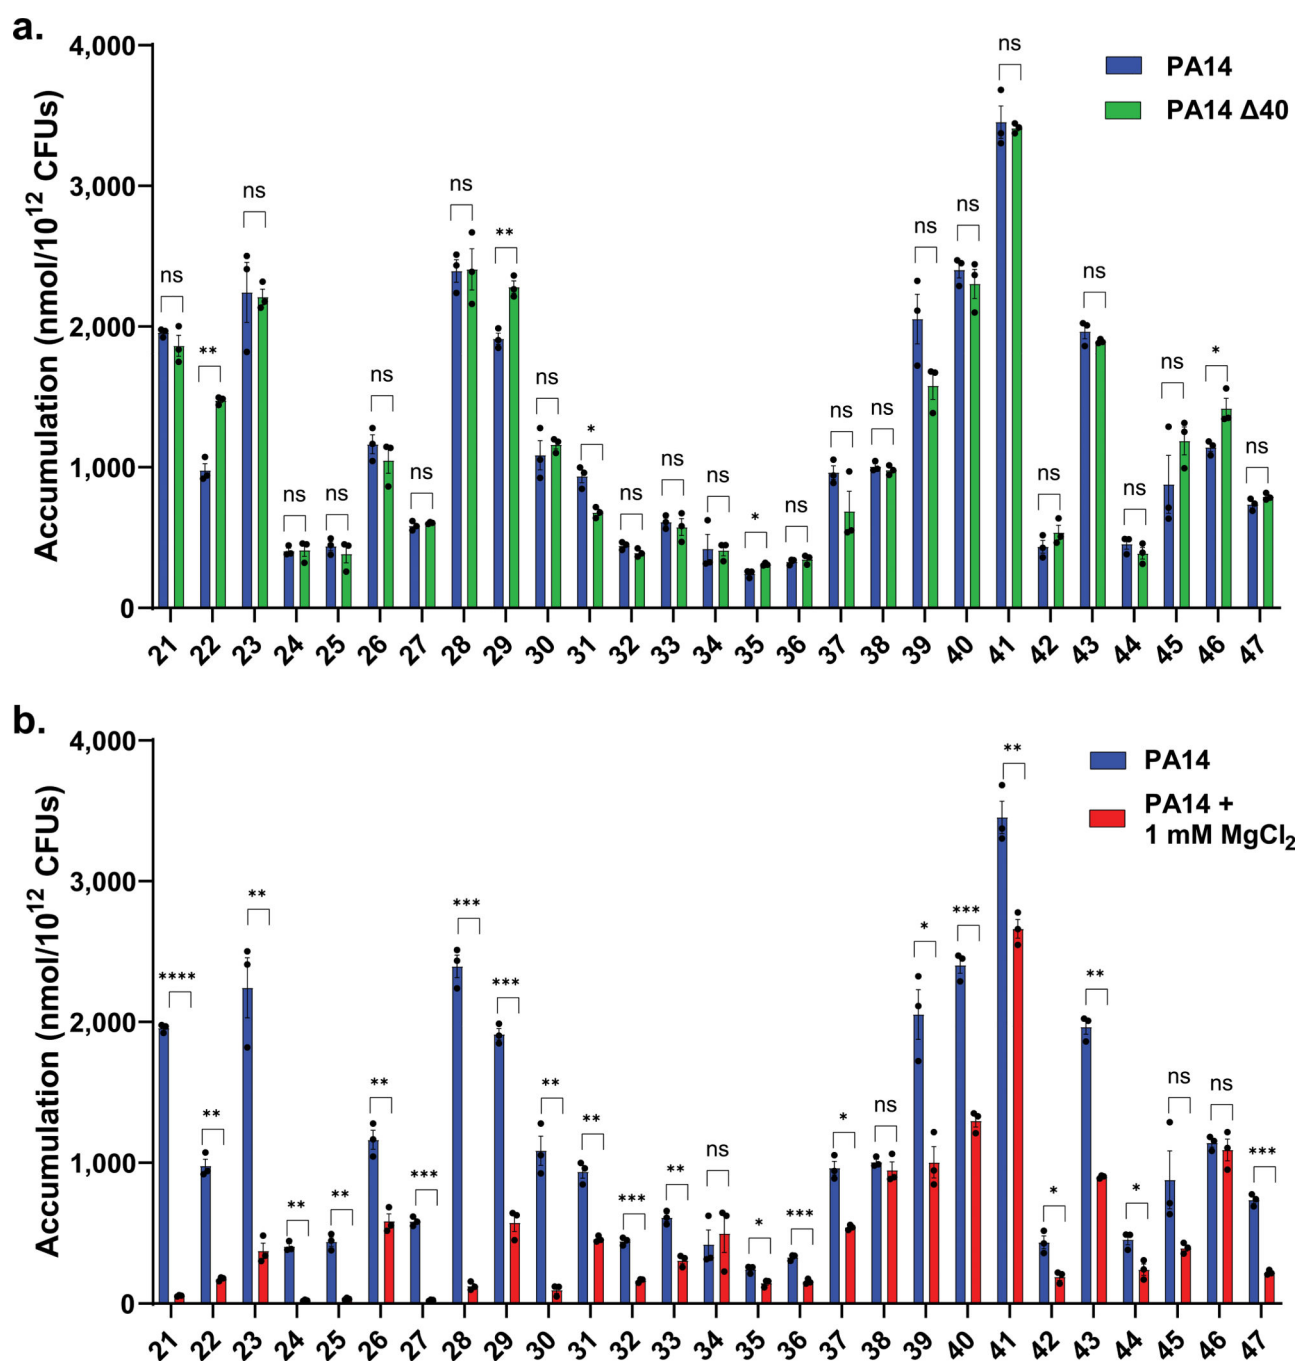 a.
Accumulation (nmol/10¹² CFUs)
4,000
3,000
2,000
1,000
0
PA14
PA14 Δ40
ns
**
ns
ns
ns
ns
ns
ns
**
ns
*
ns
ns
ns
*
ns
ns
ns
ns
ns
ns
ns
ns
ns
ns
*
ns
21 22 23 24 25 26 27 28 29 30 31 32 33 34 35 36 37 38 39 40 41 42 43 44 45 46 47
b.
Accumulation (nmol/10¹² CFUs)
4,000
3,000
2,000
1,000
0
PA14
PA14 +
1 mM MgCl₂
****
**
**
**
**
**
***
***
***
**
**
***
**
ns
*
***
*
ns
*
***
**
*
**
*
ns
ns
***
21 22 23 24 25 26 27 28 29 30 31 32 33 34 35 36 37 38 39 40 41 42 43 44 45 46 47